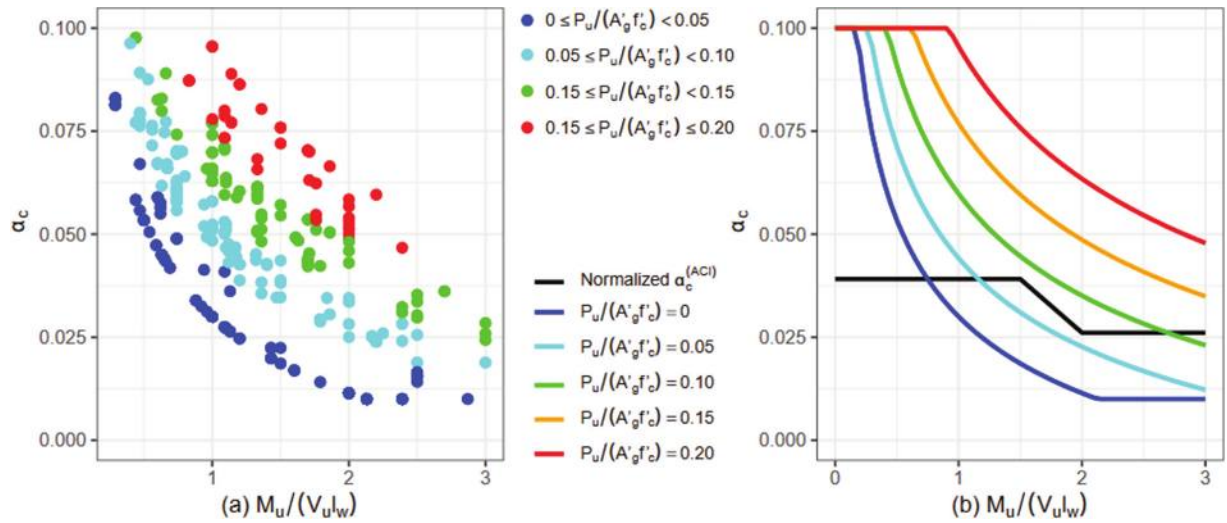 0.100
0.075
0.050
0.025
0.000
α_c
1 2 3
(a) M_u/(V_ul_w)
0 ≤ P_u/(A'_g f'_c) < 0.05
0.05 ≤ P_u/(A'_g f'_c) < 0.10
0.15 ≤ P_u/(A'_g f'_c) < 0.15
0.15 ≤ P_u/(A'_g f'_c) ≤ 0.20
Normalized α_c^(ACI)
P_u/(A'_g f'_c) = 0
P_u/(A'_g f'_c) = 0.05
P_u/(A'_g f'_c) = 0.10
P_u/(A'_g f'_c) = 0.15
P_u/(A'_g f'_c) = 0.20
0.100
0.075
0.050
0.025
0.000
α_c
0 1 2 3
(b) M_u/(V_ul_w)